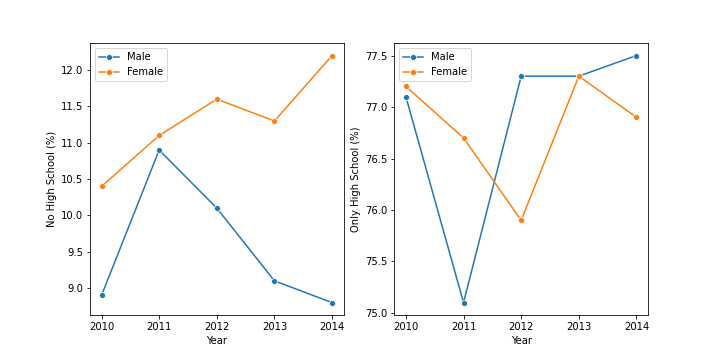 No High School (%)
12.0
11.5
11.0
10.5
10.0
9.5
9.0
Male
Female
2010 2011 2012 2013 2014
Year
Only High School (%)
77.5
77.0
76.5
76.0
75.5
75.0
Male
Female
2010 2011 2012 2013 2014
Year